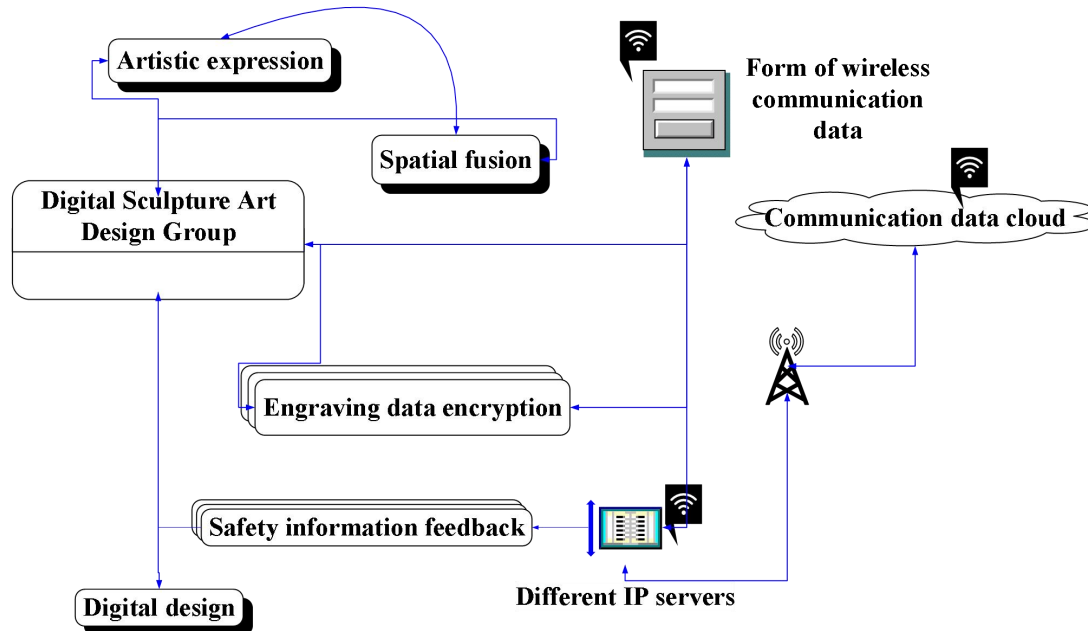 Artistic expression
Form of wireless
communication
data
Spatial fusion
Digital Sculpture Art
Design Group
Communication data cloud
Engraving data encryption
Safety information feedback
Different IP servers
Digital design